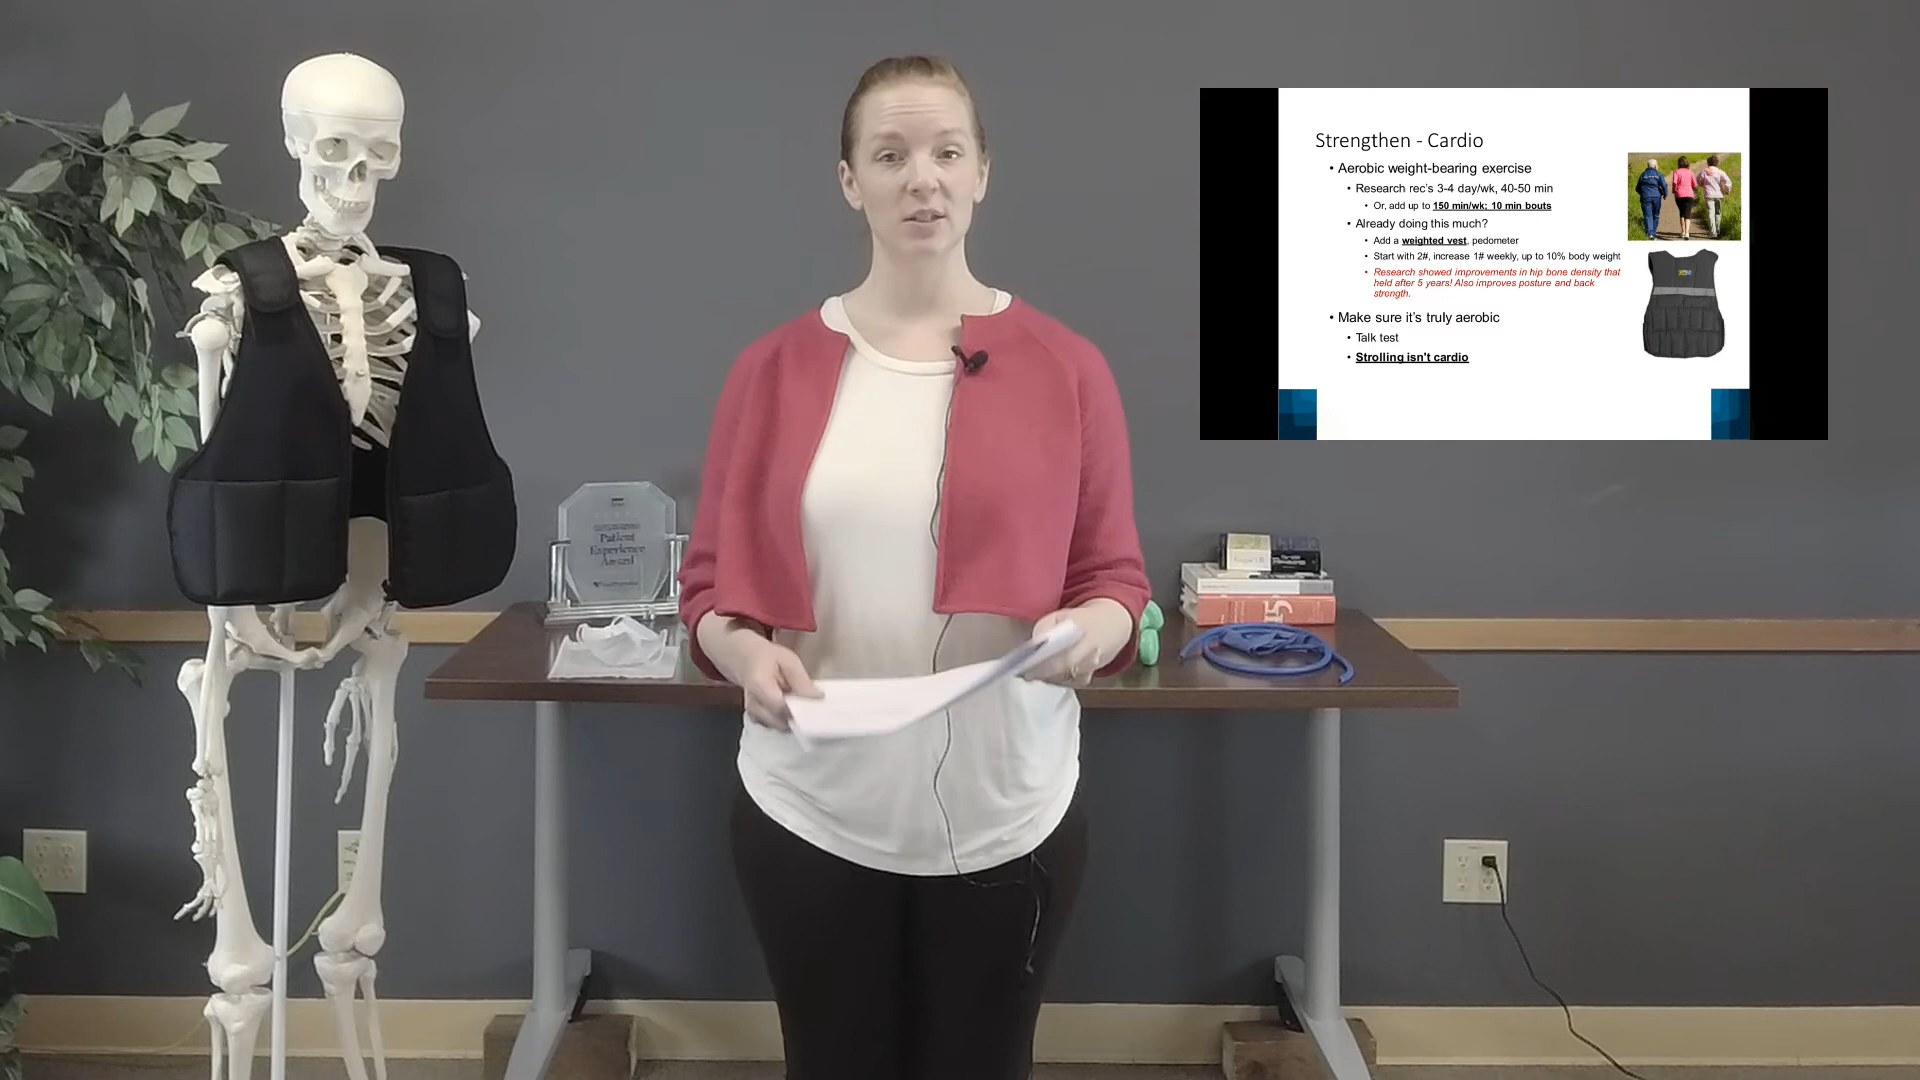 Patient
Experience
Award
15
Strengthen - Cardio
• Aerobic weight-bearing exercise
• Research rec's 3-4 day/wk, 40-50 min
• Or, add up to 150 min/wk; 10 min bouts
• Already doing this much?
• Add a weighted vest, pedometer
• Start with 2#, increase 1# weekly, up to 10% body weight
• Research showed improvements in hip bone density that
held after 5 years! Also improves posture and back
strength.
• Make sure it's truly aerobic
• Talk test
• Strolling isn't cardio